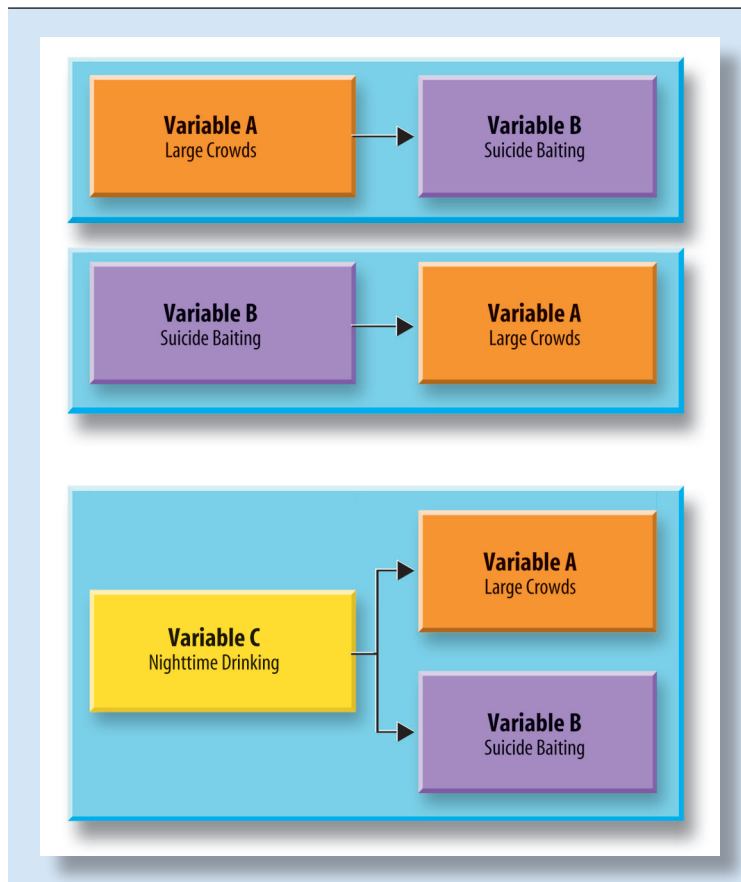 Variable A
Large Crowds
Variable B
Suicide Baiting
Variable B
Suicide Baiting
Variable A
Large Crowds
Variable C
Nighttime Drinking
Variable A
Large Crowds
Variable B
Suicide Baiting